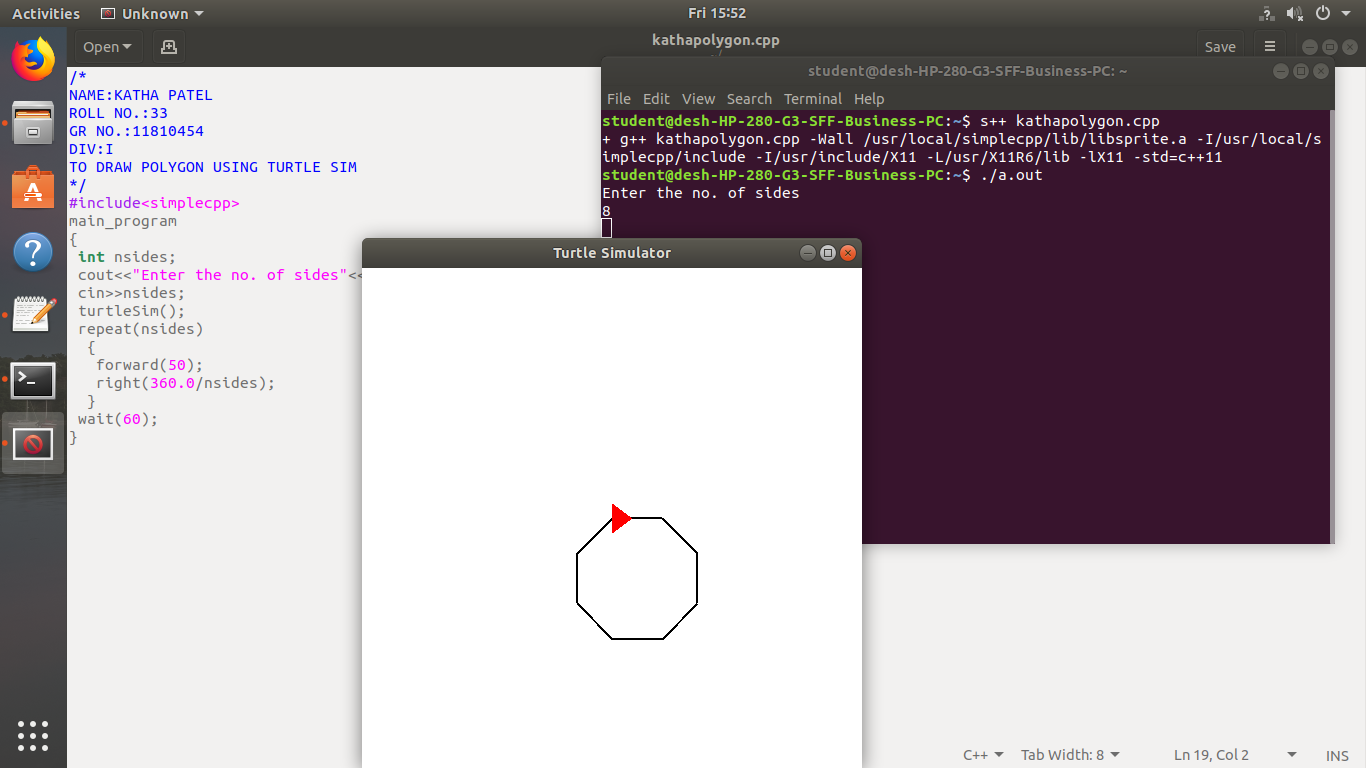 Activities
Unknown
Fri 15:52
Open
kathapolygon.cpp
Save
/*
NAME:KATHA PATEL
ROLL NO.:33
GR NO.:11810454
DIV:I
TO DRAW POLYGON USING TURTLE SIM
*/
#include<simplecpp>
main_program
{
int nsides;
cout<<"Enter the no. of sides"<<
cin>>nsides;
turtleSim();
repeat(nsides)
{
forward(50);
right(360.0/nsides);
}
wait(60);
}
student@desh-HP-280-G3-SFF-Business-PC: ~
File Edit View Search Terminal Help
student@desh-HP-280-G3-SFF-Business-PC:~$ s++ kathapolygon.cpp
+ g++ kathapolygon.cpp -Wall /usr/local/simplecpp/lib/libsprite.a -I/usr/local/s
implecpp/include -I/usr/include/X11 -L/usr/X11R6/lib -lX11 -std=c++11
student@desh-HP-280-G3-SFF-Business-PC:~$ ./a.out
Enter the no. of sides
8
Turtle Simulator
C++ Tab Width: 8 Ln 19, Col 2 INS